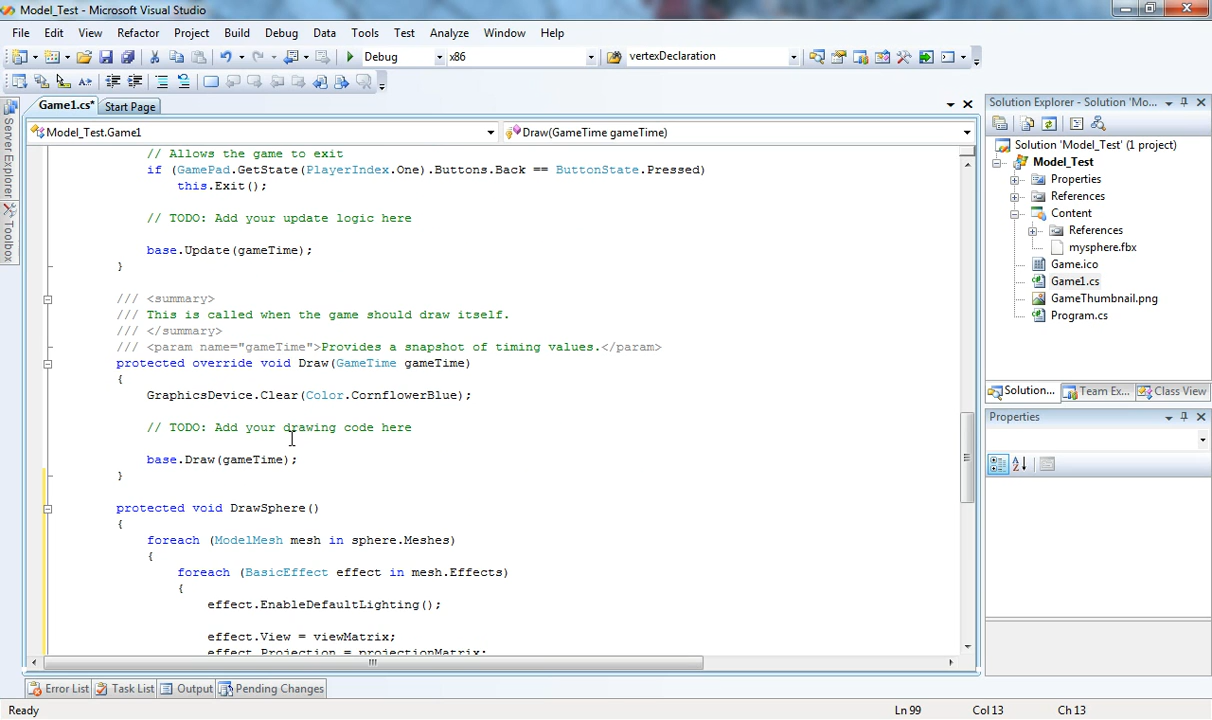 Model_Test - Microsoft Visual Studio
File Edit View Refactor Project Build Debug Data Tools Test Analyze Window Help
Debug x86 vertexDeclaration
Server Explorer
Toolbox
Game1.cs* Start Page
Model_Test.Game1 Draw(GameTime gameTime)
// Allows the game to exit
if (GamePad.GetState(PlayerIndex.One).Buttons.Back == ButtonState.Pressed)
this.Exit();
// TODO: Add your update logic here
base.Update(gameTime);
}
/// <summary>
/// This is called when the game should draw itself.
/// </summary>
/// <param name="gameTime">Provides a snapshot of timing values.</param>
protected override void Draw(GameTime gameTime)
{
GraphicsDevice.Clear(Color.CornflowerBlue);
// TODO: Add your drawing code here
base.Draw(gameTime);
}
protected void DrawSphere()
{
foreach (ModelMesh mesh in sphere.Meshes)
{
foreach (BasicEffect effect in mesh.Effects)
{
effect.EnableDefaultLighting();
effect.View = viewMatrix;
effect.Projection = projectionMatrix;
Solution Explorer - Solution 'Mo...
Solution 'Model_Test' (1 project)
Model_Test
Properties
References
Content
References
mysphere.fbx
Game.ico
Game1.cs
GameThumbnail.png
Program.cs
Solution... Team Ex... Class View
Properties
Error List Task List Output Pending Changes
Ready Ln 99 Col 13 Ch 13